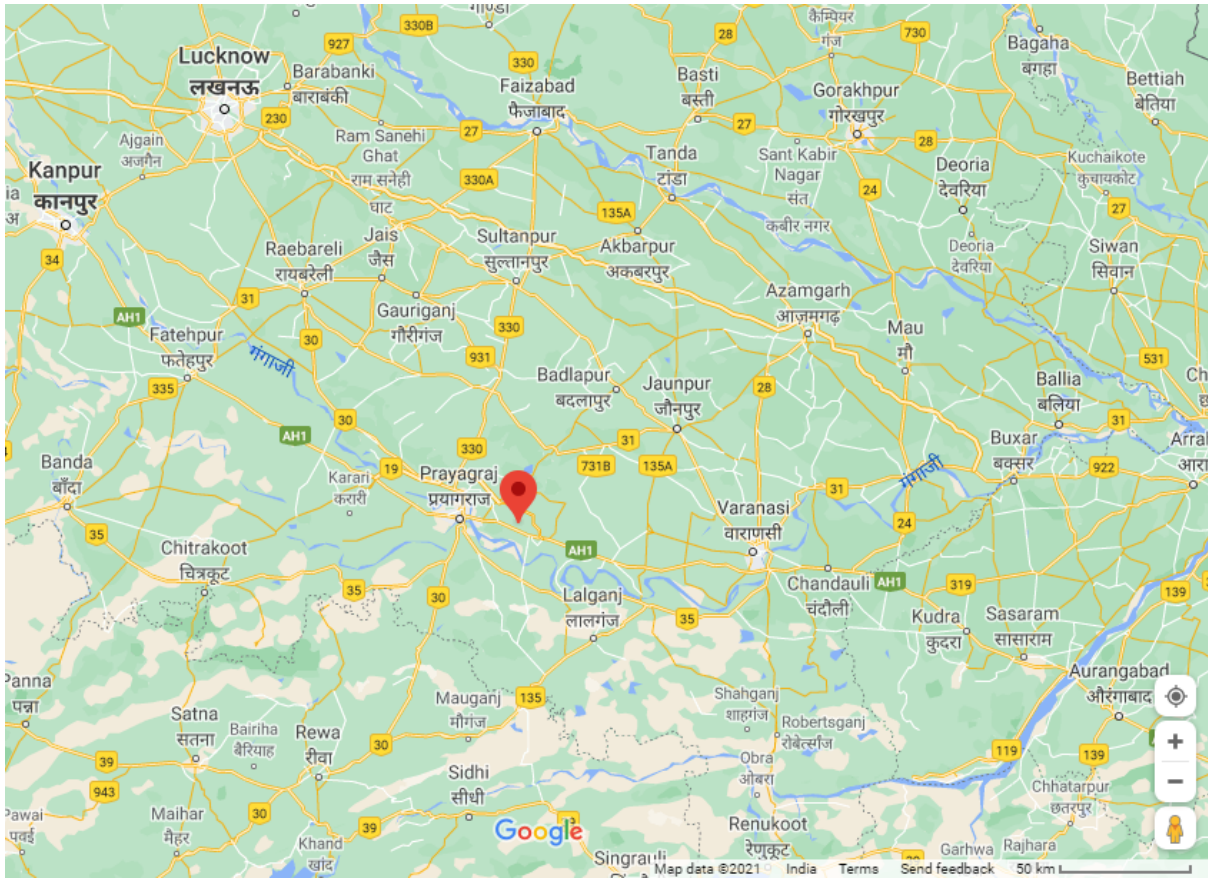 गोण्डा
330B
28
कैम्पियर
गंज
730
Bagaha
बगहा
Lucknow
लखनऊ
927
Barabanki
बाराबंकी
330
Faizabad
फैजाबाद
Basti
बस्ती
Gorakhpur
गोरखपुर
Bettiah
बेतिया
230
Ajgain
अजगैन
Ram Sanehi
Ghat
राम सनेही
घाट
27
27
28
Kanpur
कानपुर
330A
Tanda
टांडा
Sant Kabir
Nagar
संत
कबीर नगर
24
Deoria
देवरिया
Kuchaikote
कुचायकोट
27
135A
34
Raebareli
रायबरेली
Jais
जैस
Sultanpur
सुल्तानपुर
Akbarpur
अकबरपुर
Deoria
देवरिया
Siwan
सिवान
31
Gauriganj
गौरीगंज
Azamgarh
आज़मगढ़
AH1
Fatehpur
फतेहपुर
30
330
Mau
मौ
गंगाजी
931
531
335
Badlapur
बदलापुर
Jaunpur
जौनपुर
28
Ballia
बलिया
30
AH1
330
31
31
Buxar
बक्सर
Banda
बाँदा
19
Prayagraj
प्रयागराज
731B
135A
गंगाजी
922
Karari
करारी
Varanasi
वाराणसी
31
24
35
Chitrakoot
चित्रकूट
AH1
35
30
Lalganj
लालगंज
35
Chandauli
चंदौली
AH1
319
139
Kudra
कुदरा
Sasaram
सासाराम
Panna
पन्ना
135
Mauganj
मौगंज
Shahganj
शाहगंज
Aurangabad
औरंगाबाद
Satna
सतना
Bairiha
बैरियाह
Rewa
रीवा
30
Robertsganj
रोबेर्त्सगंज
39
Obra
ओबरा
119
139
943
Sidhi
सीधी
Chhatarpur
छतरपुर
Pawai
पवई
Maihar
मैहर
30
39
Google
Renukoot
रेणुकूट
Khand
खांद
Singrauli
Garhwa
Rajhara
Map data ©2021 India Terms Send feedback 50 km